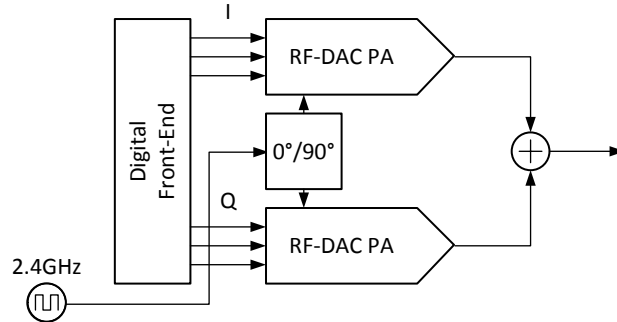 I
RF-DAC PA
Digital
Front-End
0°/90°
Q
RF-DAC PA
2.4GHz